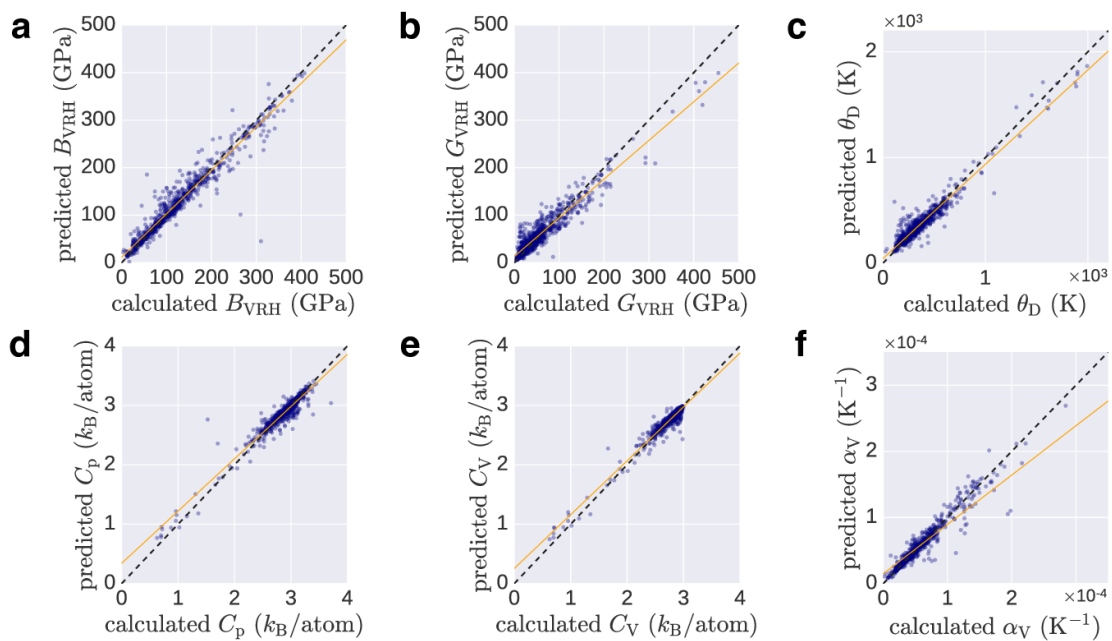 a
500
400
300
200
100
0
predicted B_VRH (GPa)
0 100 200 300 400 500
calculated B_VRH (GPa)
b
500
400
300
200
100
0
predicted G_VRH (GPa)
0 100 200 300 400 500
calculated G_VRH (GPa)
c
×10³
2
1
0
predicted θ_D (K)
0 1 ×10³
calculated θ_D (K)
d
4
3
2
1
0
predicted C_p (k_B/atom)
0 1 2 3 4
calculated C_p (k_B/atom)
e
4
3
2
1
0
predicted C_V (k_B/atom)
0 1 2 3 4
calculated C_V (k_B/atom)
f
×10⁻⁴
3
2
1
0
predicted α_V (K⁻¹)
0 1 2 ×10⁻⁴
calculated α_V (K⁻¹)